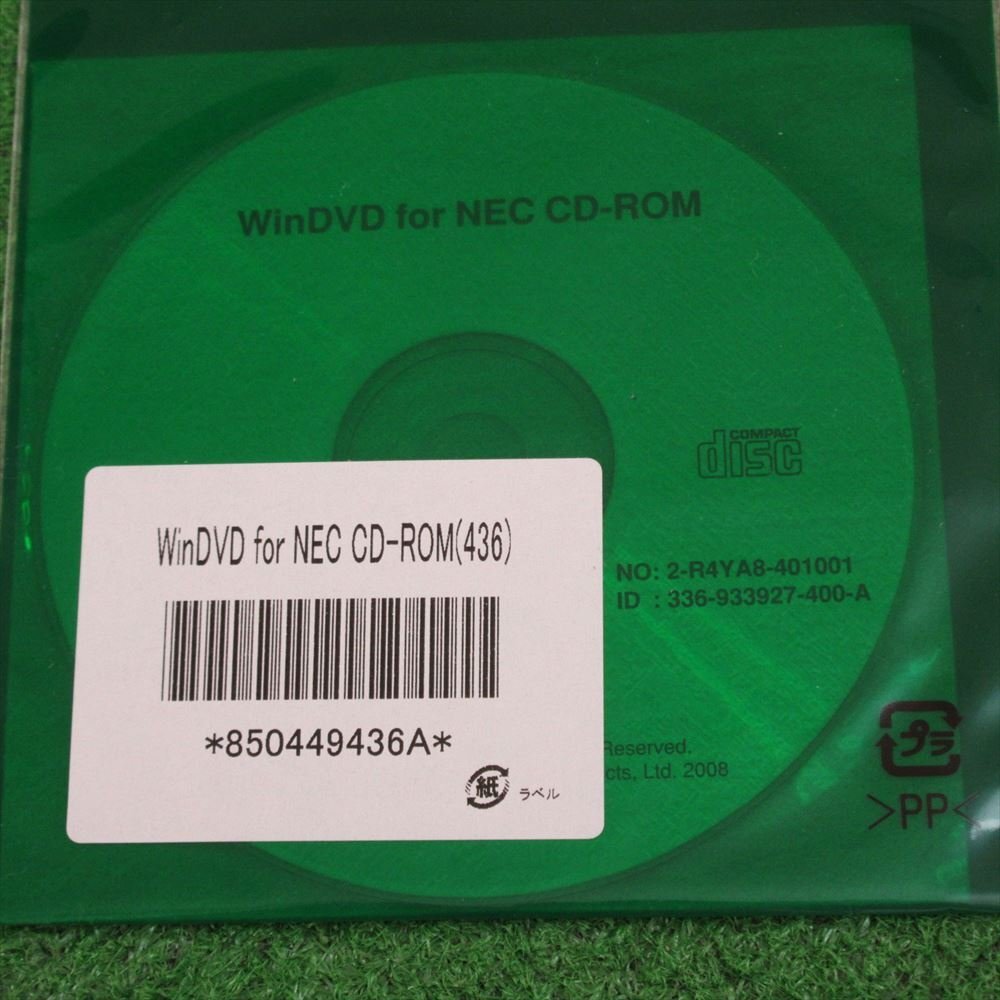 WinDVD for NEC CD-ROM
COMPACT
disc
WinDVD for NEC CD-ROM(436)
NO: 2-R4YA8-401001
ID : 336-933927-400-A
*850449436A*
Reserved.
Ltd. 2008
紙
ラベル
プラ
>PP<